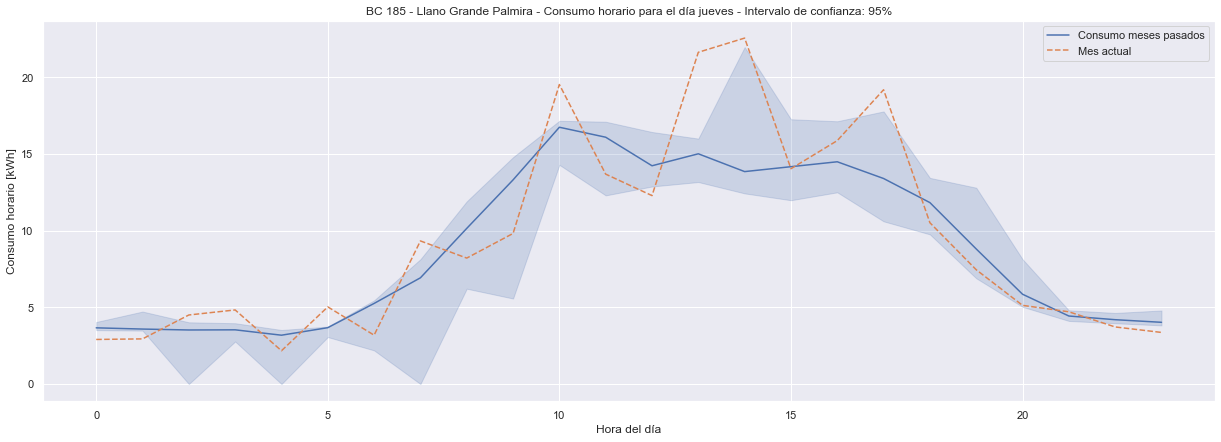 BC 185 - Llano Grande Palmira - Consumo horario para el día jueves - Intervalo de confianza: 95%
Consumo meses pasados
Mes actual
Consumo horario [kWh]
20
15
10
5
0
0 5 10 15 20
Hora del día